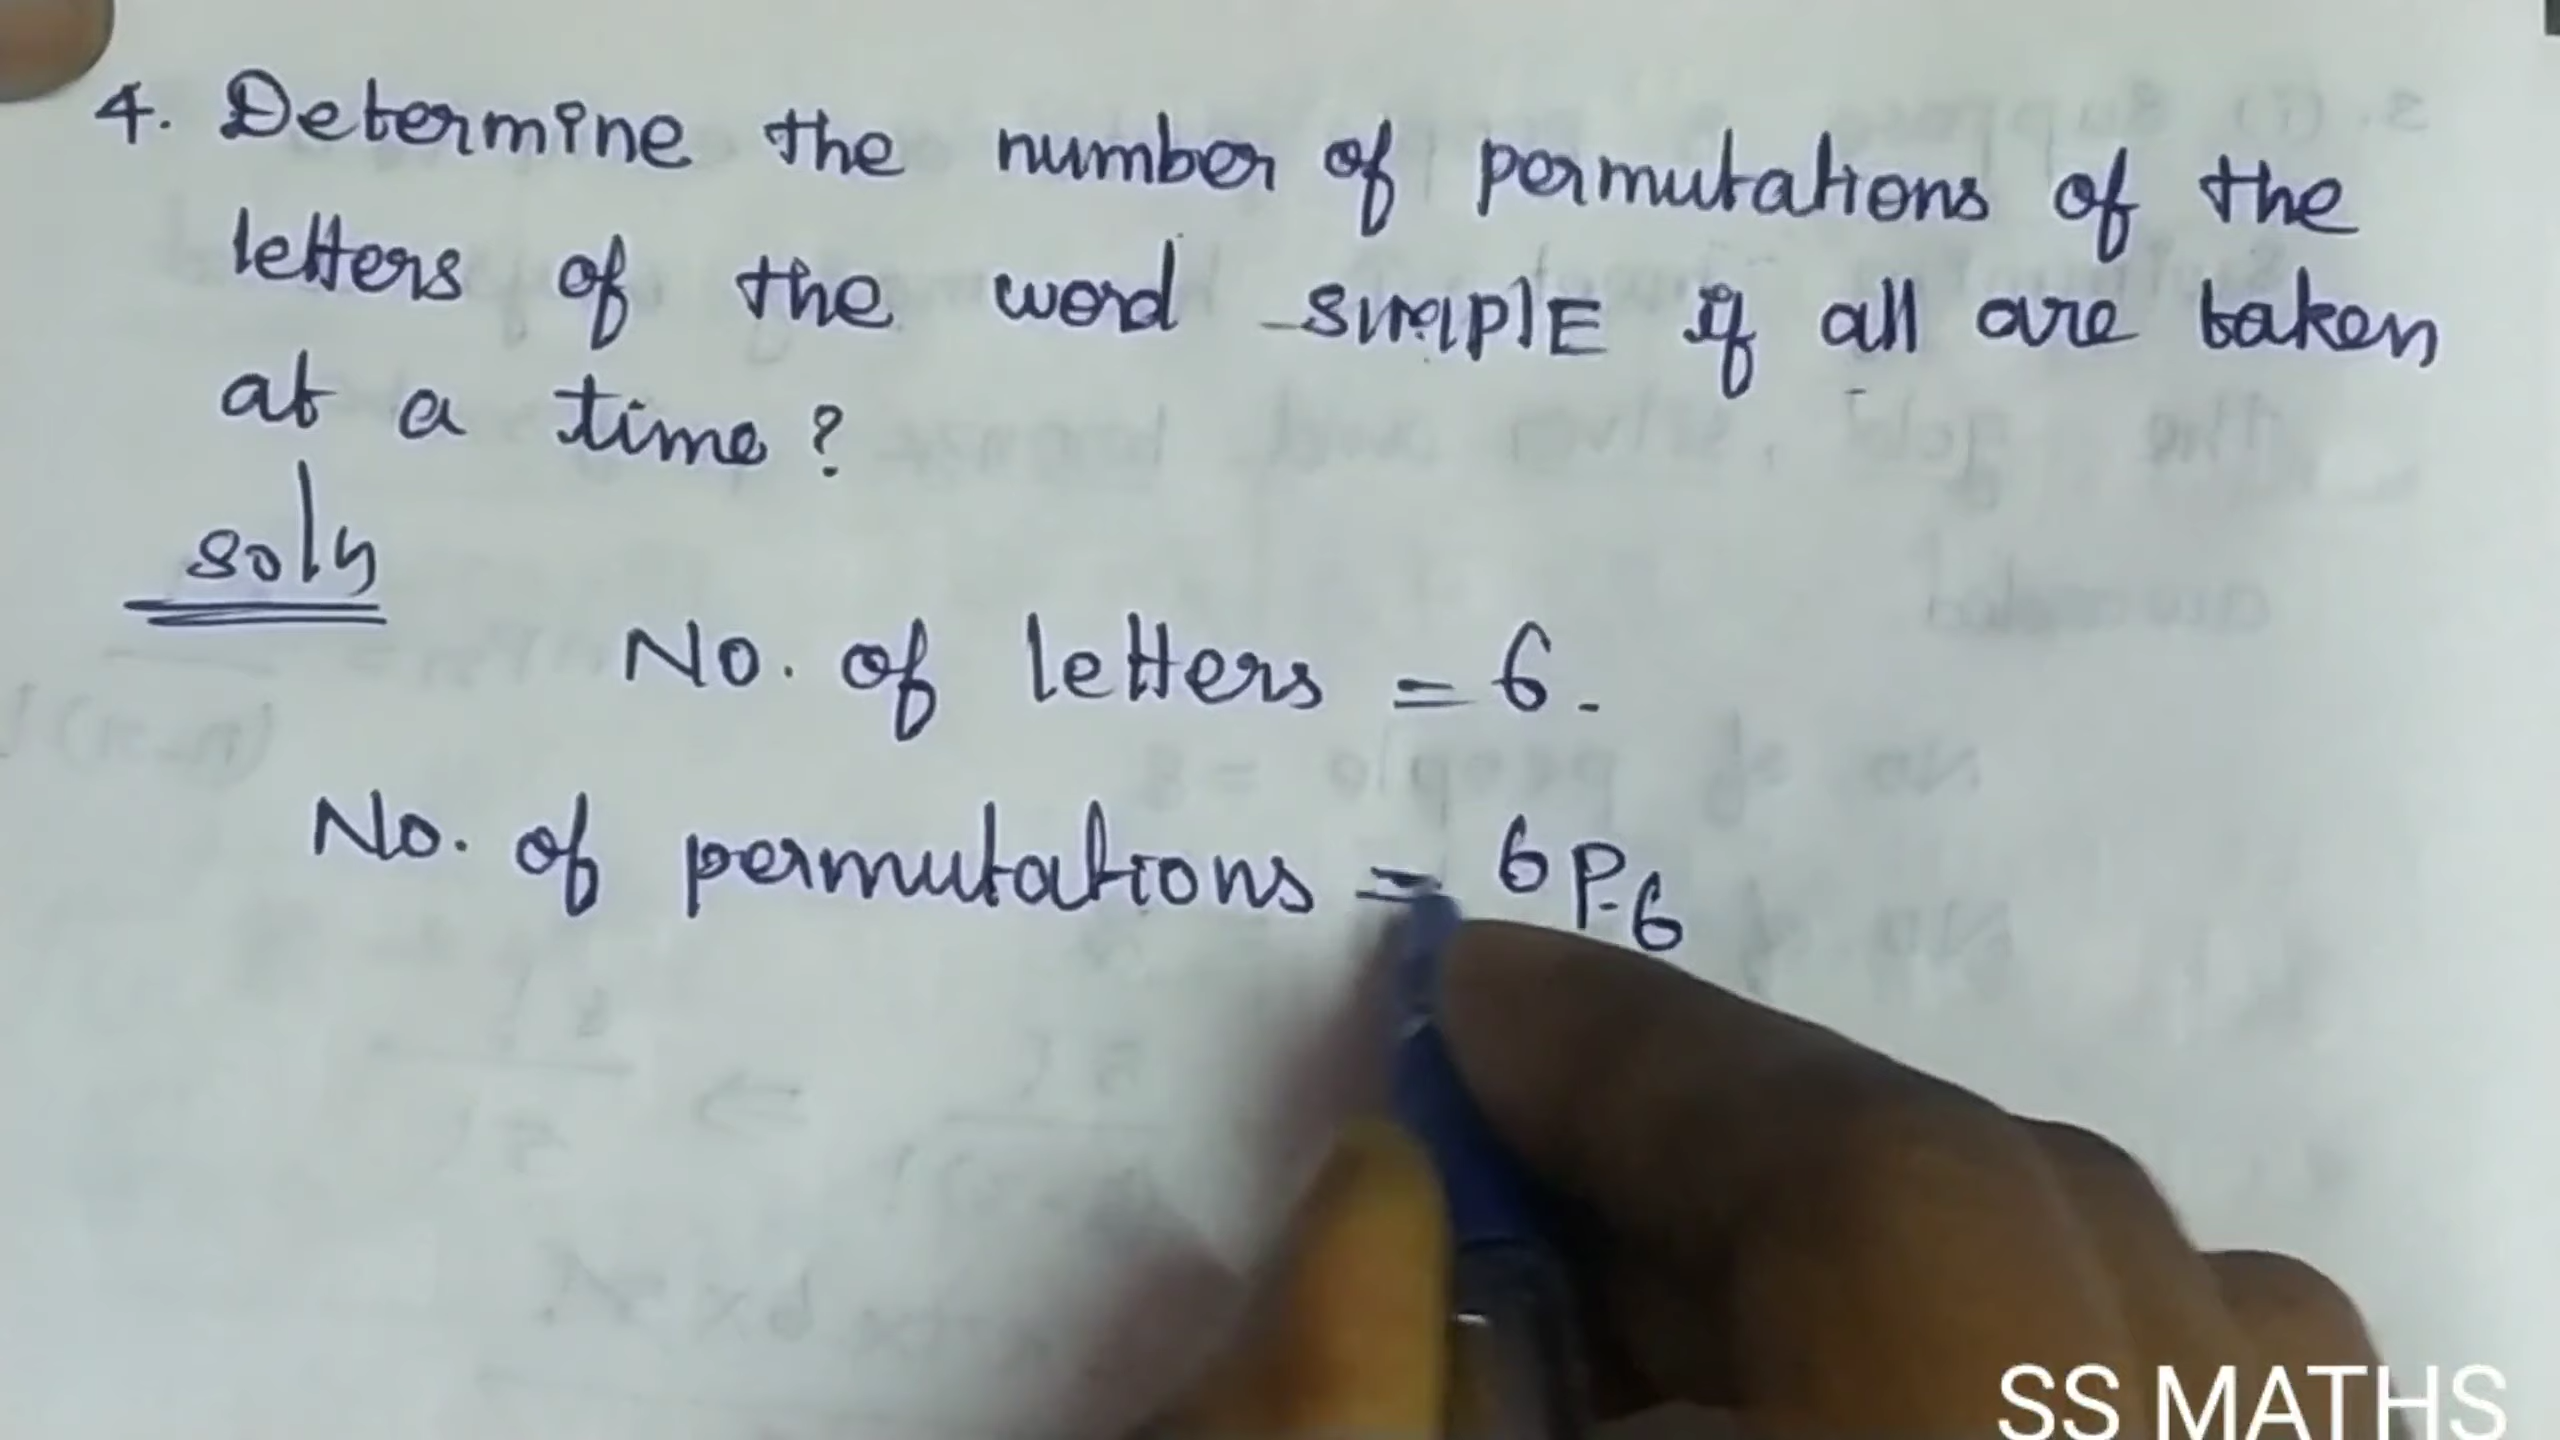 4. Determine the number of permutations of the
letters of the word SIMPLE if all are taken
at a time?
soln
No. of letters = 6.
No. of permutations = 6P6
SS MATHS